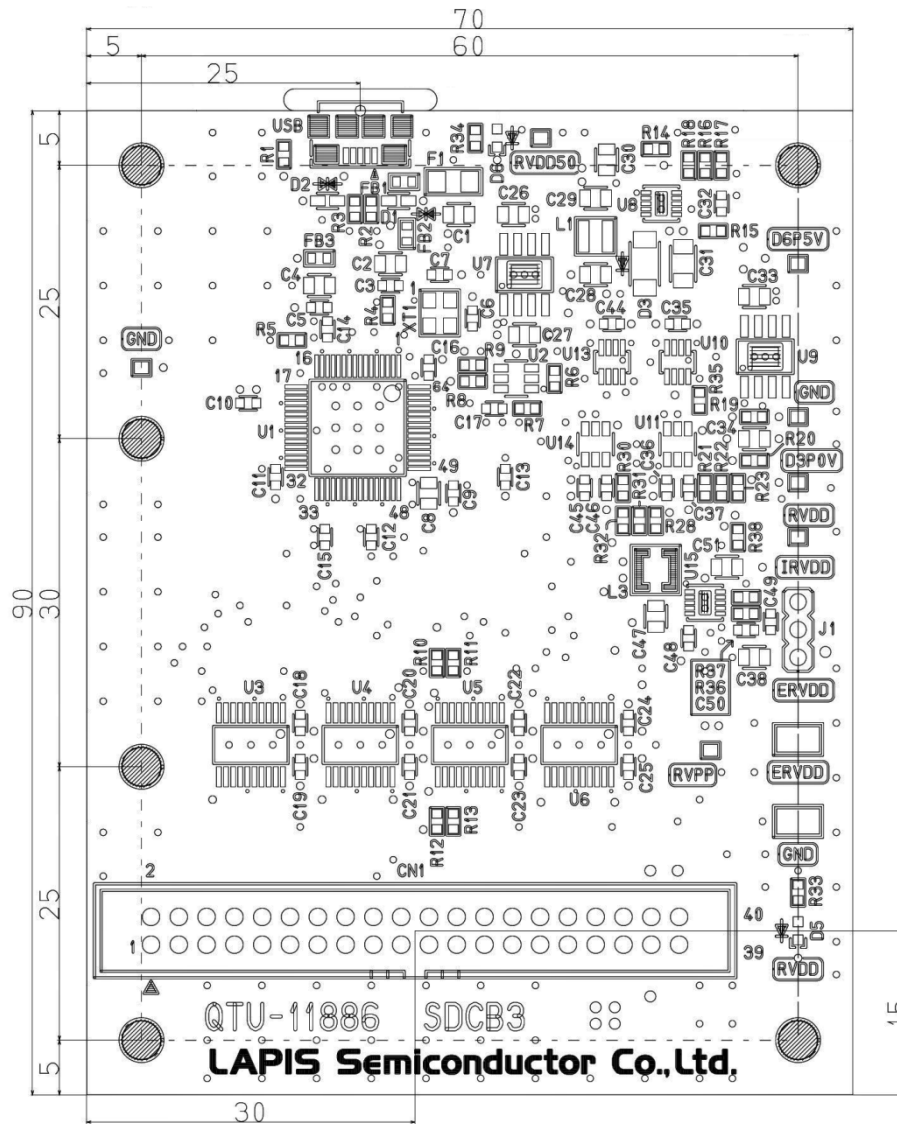 70
5 60
25
USB
R34
R14
R18
R16
R17
5
R1
F1
D6
RVDD50
C30
D2
FB1
C29
U8
C32
C26
R3
R2
D1
FB2
C1
L1
R15
D6P5V
FB3
C2
C7
U7
C31
C4
C3
C28
D3
C33
25
C5
C14
R4
1
XT1
C6
C44
C35
GND
R5
16
1
C16
R9
C27
U2
U13
U10
U9
17
64
R8
R6
R35
GND
C10
C17
R7
R19
U1
U14
U11
C34
R20
49
R30
C36
R21
R22
D3P0V
C11
32
C13
R31
R23
33
48
C8
C9
C45
C46
C37
RVDD
C15
C12
R32
R28
C51
R38
IRVDD
90
30
L3
U15
C49
C47
C48
J1
R10
R11
R37
R36
C50
C38
ERVDD
U3
C18
U4
C20
U5
C22
C24
RVPP
ERVDD
C19
C21
C23
U6
C25
R12
R13
GND
2
CN1
25
R33
40
1
39
D5
RVDD
QTU-11886 SDCB3
15
5
LAPIS Semiconductor Co.,Ltd.
30